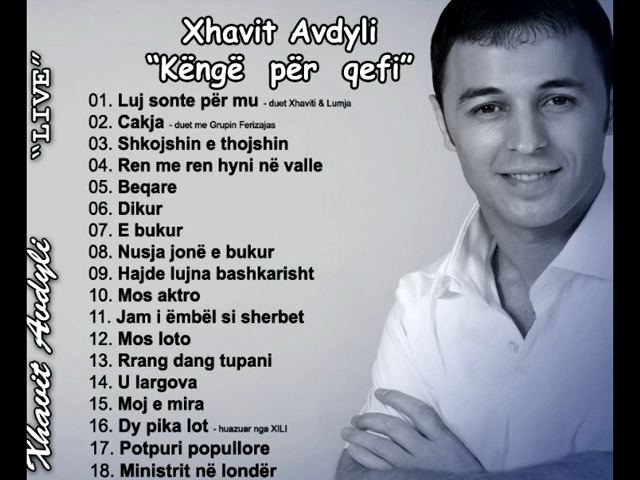 Xhavit Avdyli
“Këngë për qefi”
01. Luj sonte për mu - duet Xhaviti & Lumja
02. Cakja - duet me Grupin Ferizajas
03. Shkojshin e thojshin
04. Ren me ren hyni në valle
05. Beqare
06. Dikur
07. E bukur
08. Nusja jonë e bukur
09. Hajde lujna bashkarisht
10. Mos aktro
11. Jam i ëmbël si sherbet
12. Mos loto
13. Rrang dang tupani
14. U largova
15. Moj e mira
16. Dy pika lot - huazuar nga XILI
17. Potpuri popullore
18. Ministrit në londër
Xhavit Avdyli “LIVE”